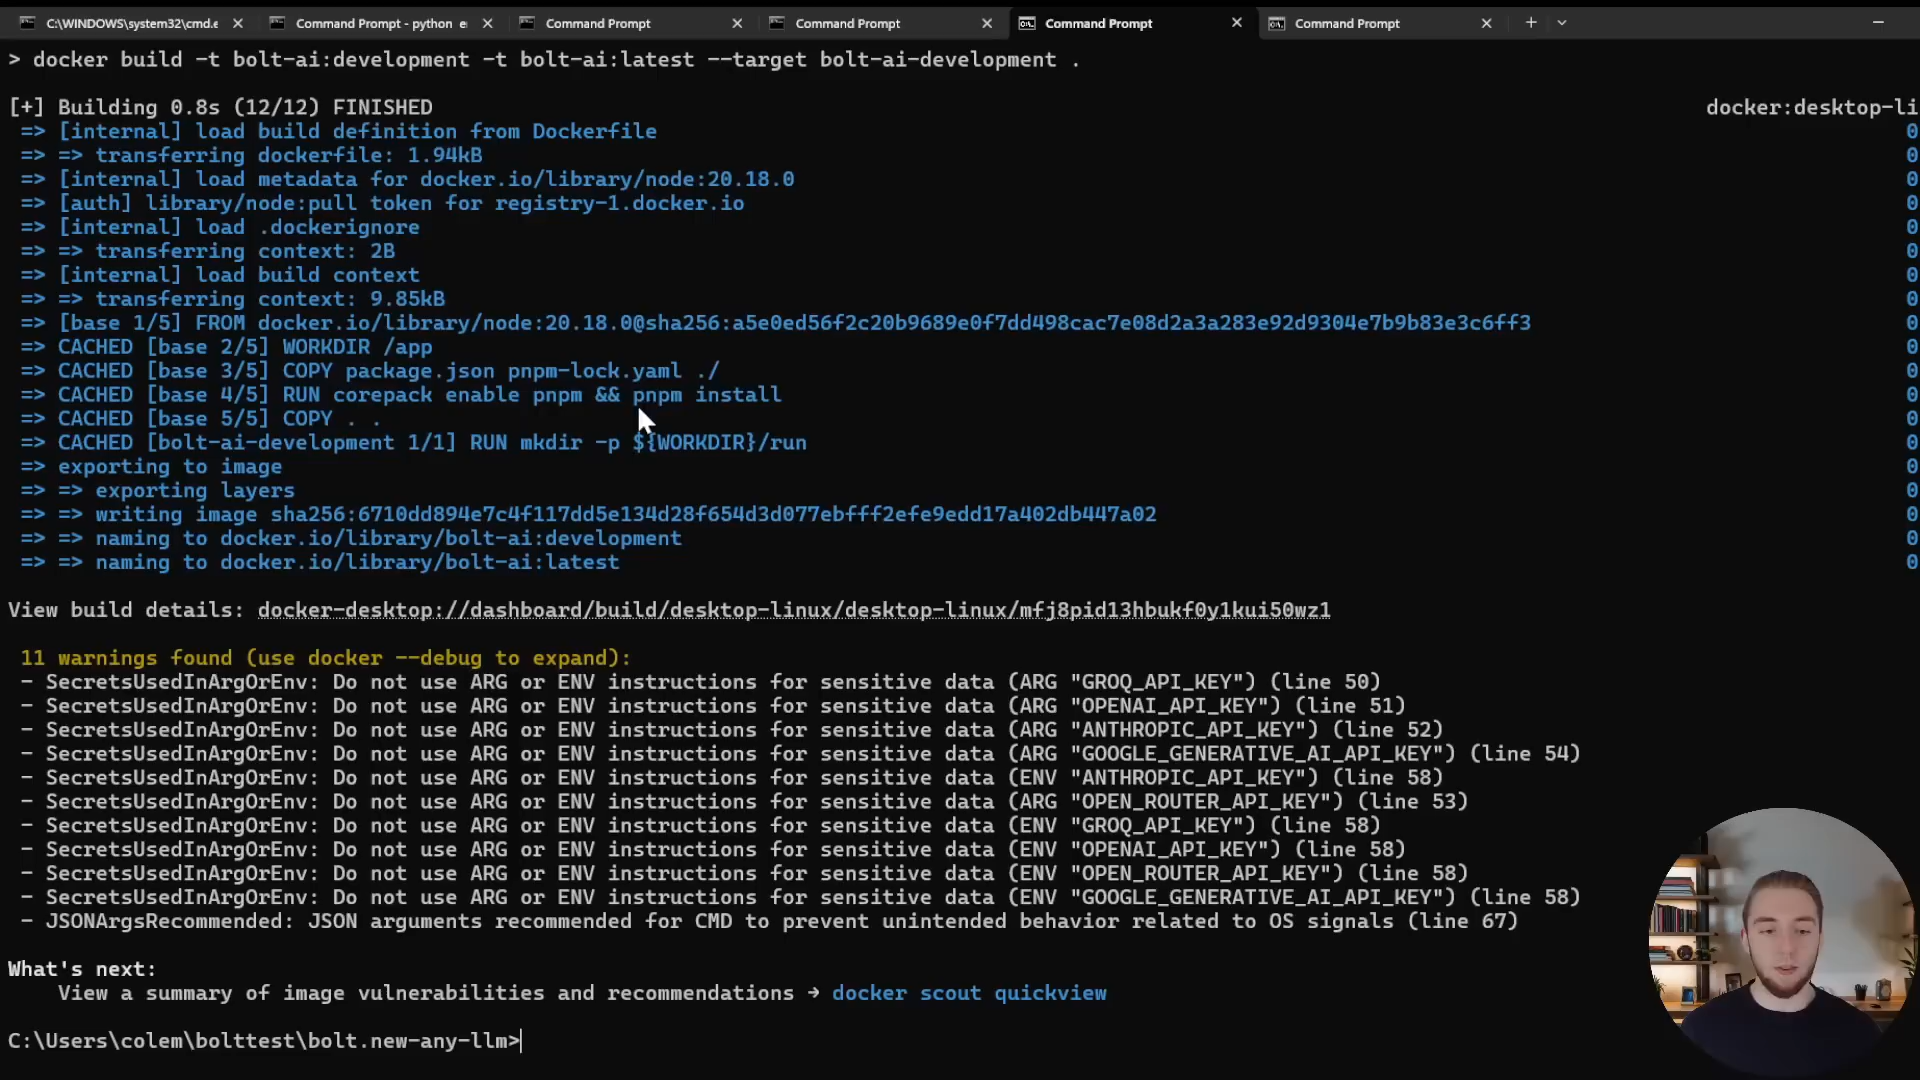 C:\WINDOWS\system32\cmd.e
Command Prompt - python e
Command Prompt
Command Prompt
Command Prompt
Command Prompt
> docker build -t bolt-ai:development -t bolt-ai:latest --target bolt-ai-development .
[+] Building 0.8s (12/12) FINISHED docker:desktop-li
=> [internal] load build definition from Dockerfile 0
=> => transferring dockerfile: 1.94kB 0
=> [internal] load metadata for docker.io/library/node:20.18.0 0
=> [auth] library/node:pull token for registry-1.docker.io 0
=> [internal] load .dockerignore 0
=> => transferring context: 2B 0
=> [internal] load build context 0
=> => transferring context: 9.85kB 0
=> [base 1/5] FROM docker.io/library/node:20.18.0@sha256:a5e0ed56f2c20b9689e0f7dd498cac7e08d2a3a283e92d9304e7b9b83e3c6ff3 0
=> CACHED [base 2/5] WORKDIR /app 0
=> CACHED [base 3/5] COPY package.json pnpm-lock.yaml ./ 0
=> CACHED [base 4/5] RUN corepack enable pnpm && pnpm install 0
=> CACHED [base 5/5] COPY . . 0
=> CACHED [bolt-ai-development 1/1] RUN mkdir -p ${WORKDIR}/run 0
=> exporting to image 0
=> => exporting layers 0
=> => writing image sha256:6710dd894e7c4f117dd5e134d28f654d3d077ebfff2efe9edd17a402db447a02 0
=> => naming to docker.io/library/bolt-ai:development 0
=> => naming to docker.io/library/bolt-ai:latest 0
View build details: docker-desktop://dashboard/build/desktop-linux/desktop-linux/mfj8pid13hbukf0y1kui50wz1
11 warnings found (use docker --debug to expand):
- SecretsUsedInArgOrEnv: Do not use ARG or ENV instructions for sensitive data (ARG "GROQ_API_KEY") (line 50)
- SecretsUsedInArgOrEnv: Do not use ARG or ENV instructions for sensitive data (ARG "OPENAI_API_KEY") (line 51)
- SecretsUsedInArgOrEnv: Do not use ARG or ENV instructions for sensitive data (ARG "ANTHROPIC_API_KEY") (line 52)
- SecretsUsedInArgOrEnv: Do not use ARG or ENV instructions for sensitive data (ARG "GOOGLE_GENERATIVE_AI_API_KEY") (line 54)
- SecretsUsedInArgOrEnv: Do not use ARG or ENV instructions for sensitive data (ENV "ANTHROPIC_API_KEY") (line 58)
- SecretsUsedInArgOrEnv: Do not use ARG or ENV instructions for sensitive data (ARG "OPEN_ROUTER_API_KEY") (line 53)
- SecretsUsedInArgOrEnv: Do not use ARG or ENV instructions for sensitive data (ENV "GROQ_API_KEY") (line 58)
- SecretsUsedInArgOrEnv: Do not use ARG or ENV instructions for sensitive data (ENV "OPENAI_API_KEY") (line 58)
- SecretsUsedInArgOrEnv: Do not use ARG or ENV instructions for sensitive data (ENV "OPEN_ROUTER_API_KEY") (line 58)
- SecretsUsedInArgOrEnv: Do not use ARG or ENV instructions for sensitive data (ENV "GOOGLE_GENERATIVE_AI_API_KEY") (line 58)
- JSONArgsRecommended: JSON arguments recommended for CMD to prevent unintended behavior related to OS signals (line 67)
What's next:
View a summary of image vulnerabilities and recommendations → docker scout quickview
C:\Users\colem\bolttest\bolt.new-any-llm>